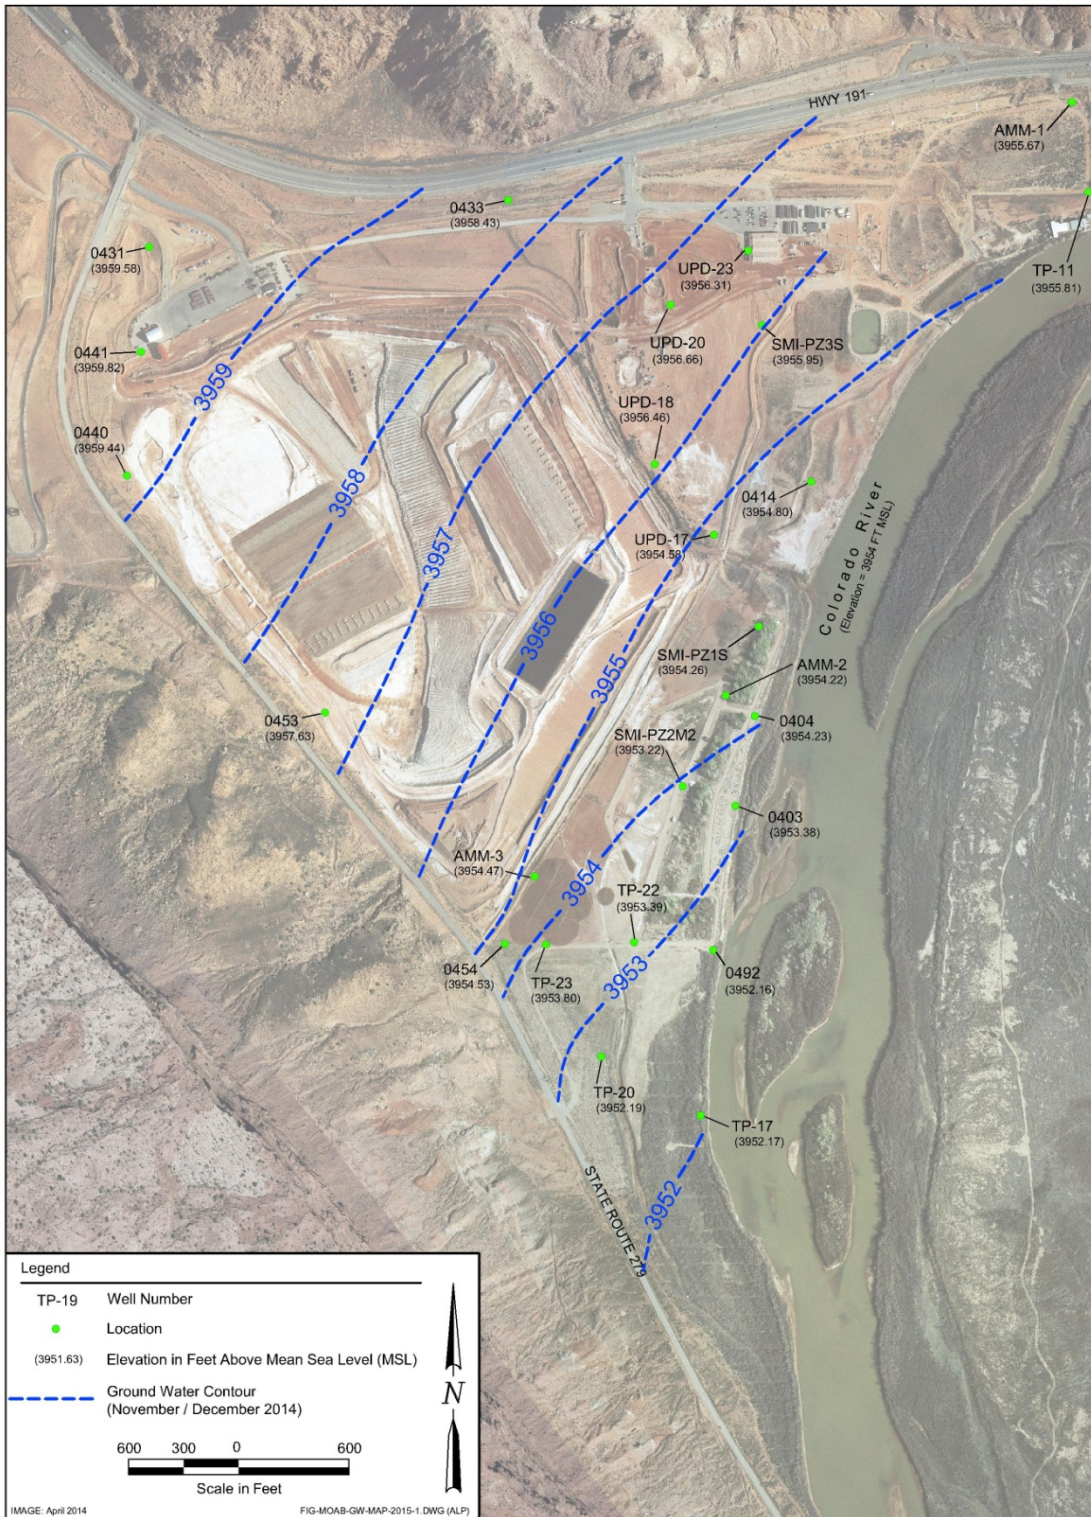 HWY 191
AMM-1
(3955.67)
0433
(3958.43)
0431
(3959.58)
UPD-23
(3956.31)
TP-11
(3955.81)
0441
(3959.82)
UPD-20
(3956.66)
SMI-PZ3S
(3955.95)
3959
UPD-18
(3956.46)
0440
(3959.44)
3958
0414
(3954.80)
3957
UPD-17
(3954.58)
Colorado River
(Elevation = 3954 FT MSL)
3956
3955
SMI-PZ1S
(3954.26)
AMM-2
(3954.22)
0453
(3957.63)
0404
(3954.23)
SMI-PZ2M2
(3953.22)
0403
(3953.38)
AMM-3
(3954.47)
3954
TP-22
(3953.39)
0454
(3954.53)
TP-23
(3953.80)
3953
0492
(3952.16)
TP-20
(3952.19)
TP-17
(3952.17)
3952
STATE ROUTE 279
Legend
TP-19 Well Number
Location
(3951.63) Elevation in Feet Above Mean Sea Level (MSL)
Ground Water Contour
(November / December 2014)
N
600 300 0 600
Scale in Feet
IMAGE: April 2014 FIG-MOAB-GW-MAP-2015-1.DWG (ALP)